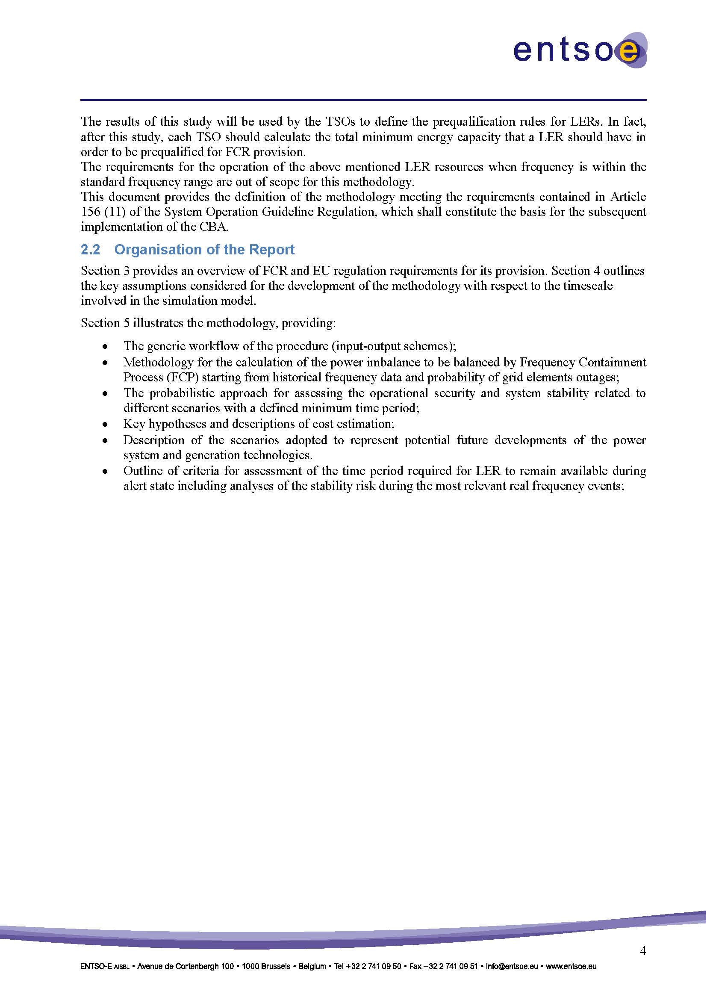 entsoe
The results of this study will be used by the TSOs to define the prequalification rules for LERs. In fact,
after this study, each TSO should calculate the total minimum energy capacity that a LER should have in
order to be prequalified for FCR provision.
The requirements for the operation of the above mentioned LER resources when frequency is within the
standard frequency range are out of scope for this methodology.
This document provides the definition of the methodology meeting the requirements contained in Article
156 (11) of the System Operation Guideline Regulation, which shall constitute the basis for the subsequent
implementation of the CBA.
2.2 Organisation of the Report
Section 3 provides an overview of FCR and EU regulation requirements for its provision. Section 4 outlines
the key assumptions considered for the development of the methodology with respect to the timescale
involved in the simulation model.
Section 5 illustrates the methodology, providing:
• The generic workflow of the procedure (input-output schemes);
• Methodology for the calculation of the power imbalance to be balanced by Frequency Containment
Process (FCP) starting from historical frequency data and probability of grid elements outages;
• The probabilistic approach for assessing the operational security and system stability related to
different scenarios with a defined minimum time period;
• Key hypotheses and descriptions of cost estimation;
• Description of the scenarios adopted to represent potential future developments of the power
system and generation technologies.
• Outline of criteria for assessment of the time period required for LER to remain available during
alert state including analyses of the stability risk during the most relevant real frequency events;
4
ENTSO-E AISBL • Avenue de Cortenbergh 100 • 1000 Brussels • Belgium • Tel +32 2 741 09 50 • Fax +32 2 741 09 51 • info@entsoe.eu • www.entsoe.eu